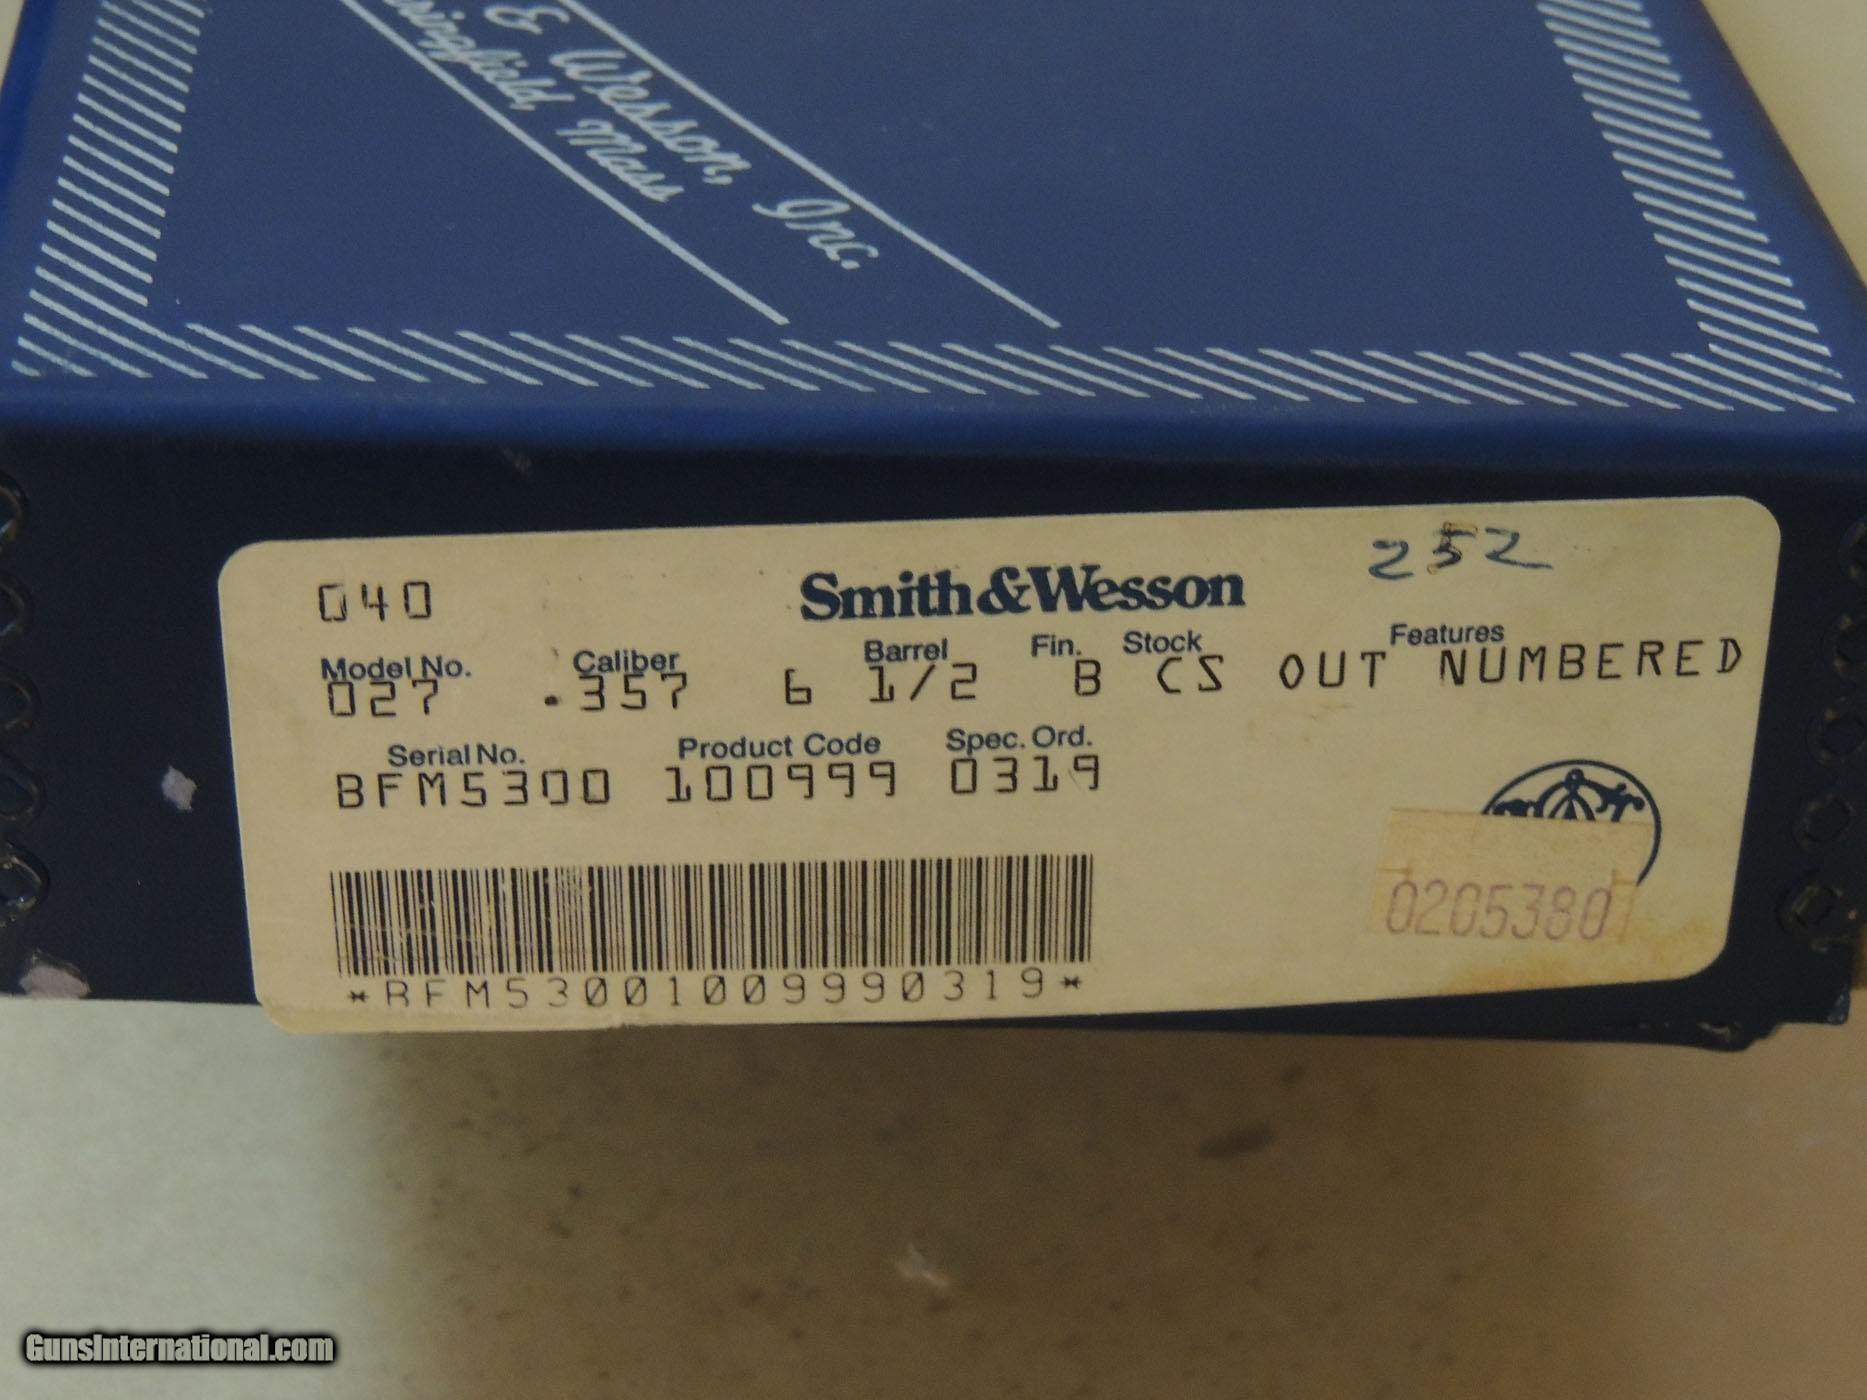 & Wesson, Inc.
Mass
252
040
Smith & Wesson
Model No. Caliber Barrel Fin. Stock Features
027 .357 6 1/2 B CS OUT NUMBERED
Serial No. Product Code Spec. Ord.
BFM5300 100999 0319
*BFM53001009990319*
0205380
GunsInternational.com